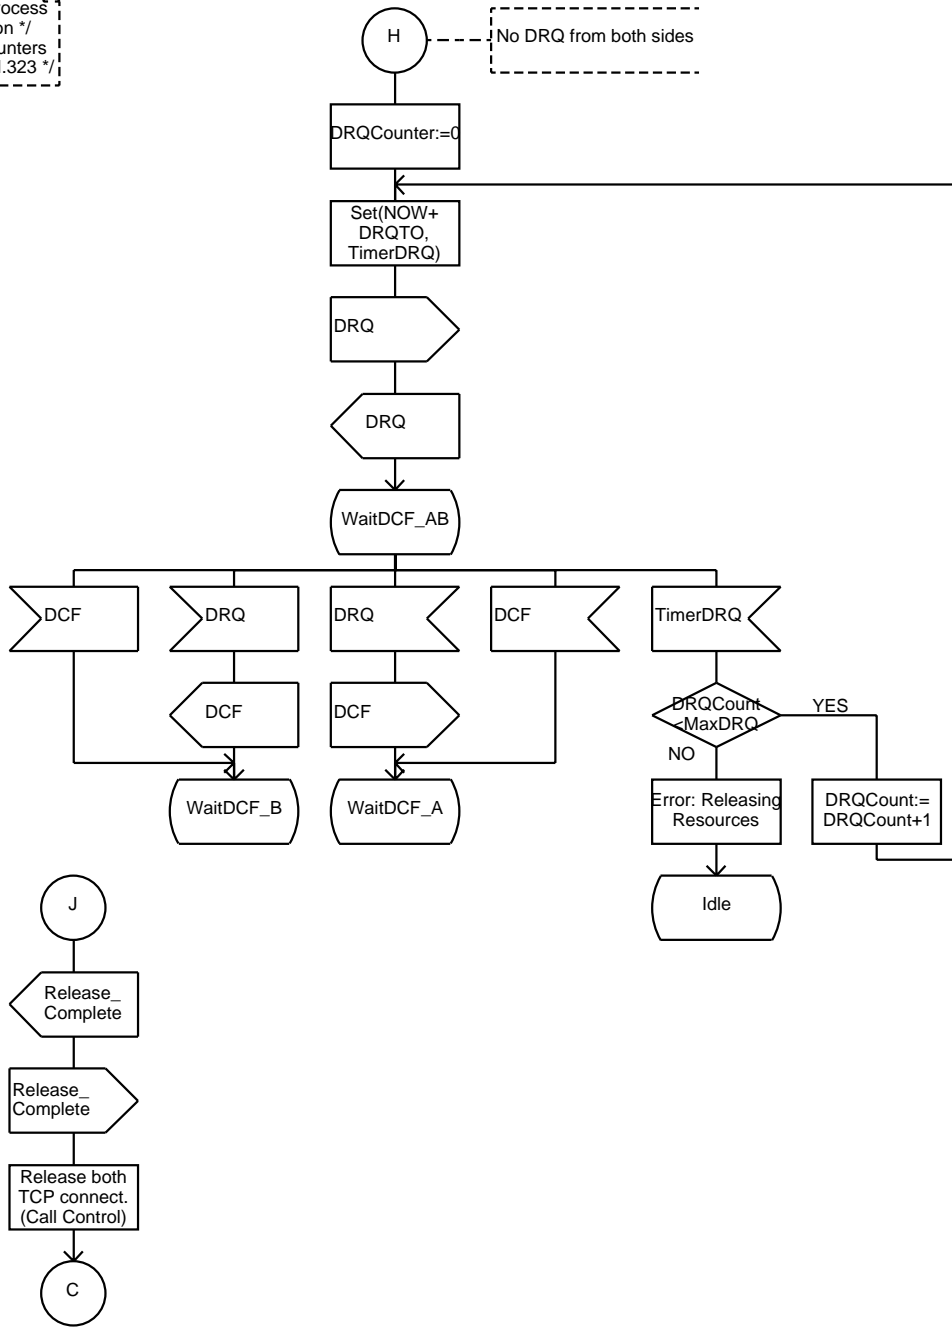 on */
unters
.323 */
H
No DRQ from both sides
DRQCounter:=0
Set(NOW+
DRQTO,
TimerDRQ)
DRQ
DRQ
WaitDCF_AB
DCF
DRQ
DRQ
DCF
TimerDRQ
DCF
DCF
DRQCount
<MaxDRQ
YES
NO
WaitDCF_B
WaitDCF_A
Error: Releasing
Resources
DRQCount:=
DRQCount+1
J
Idle
Release_
Complete
Release_
Complete
Release both
TCP connect.
(Call Control)
C